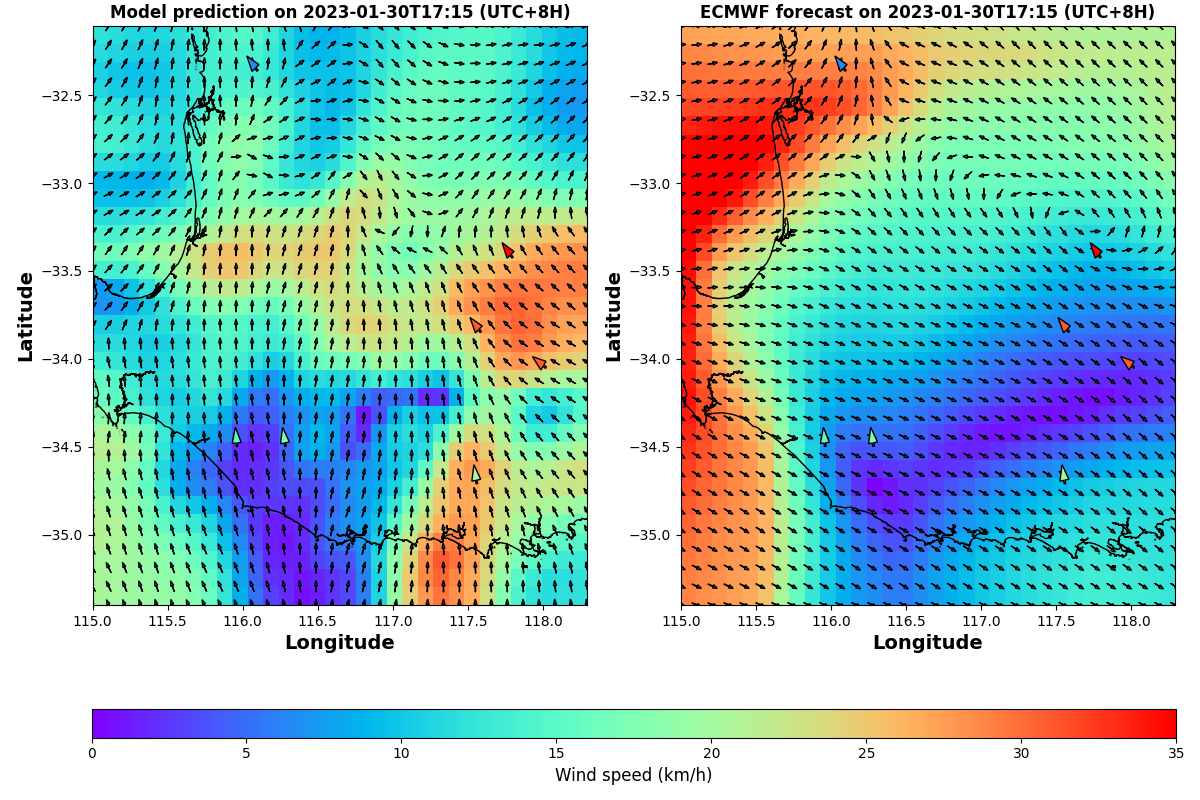 Model prediction on 2023-01-30T17:15 (UTC+8H)
ECMWF forecast on 2023-01-30T17:15 (UTC+8H)
Latitude
−32.5
−33.0
−33.5
−34.0
−34.5
−35.0
115.0 115.5 116.0 116.5 117.0 117.5 118.0
Longitude
Latitude
−32.5
−33.0
−33.5
−34.0
−34.5
−35.0
115.0 115.5 116.0 116.5 117.0 117.5 118.0
Longitude
0 5 10 15 20 25 30 35
Wind speed (km/h)